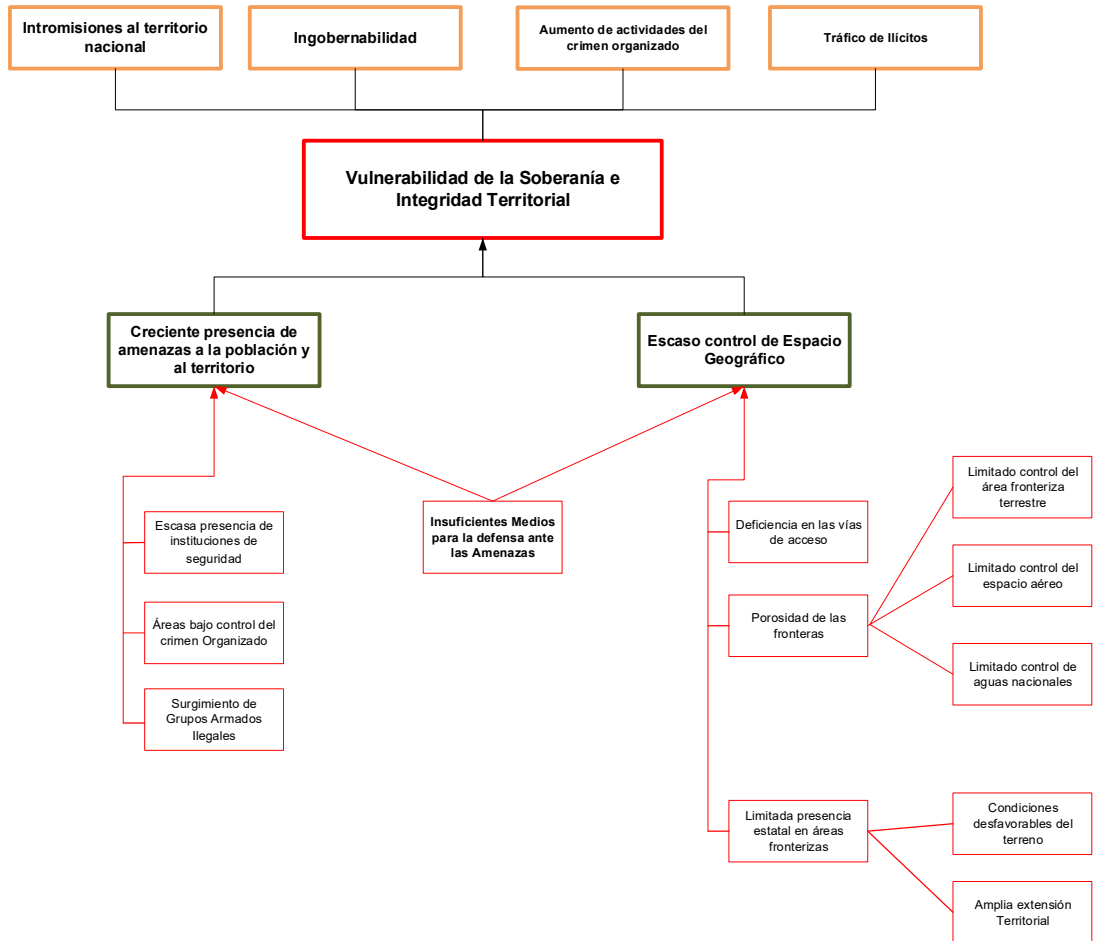 Intromisiones al territorio
nacional
Ingobernabilidad
Aumento de actividades del
crimen organizado
Tráfico de Ilícitos
Vulnerabilidad de la Soberanía e
Integridad Territorial
Creciente presencia de
amenazas a la población y
al territorio
Escaso control de Espacio
Geográfico
Escasa presencia de
instituciones de
seguridad
Áreas bajo control del
crimen Organizado
Surgimiento de
Grupos Armados
Ilegales
Insuficientes Medios
para la defensa ante
las Amenazas
Deficiencia en las vías
de acceso
Porosidad de las
fronteras
Limitada presencia
estatal en áreas
fronterizas
Limitado control del
área fronteriza
terrestre
Limitado control del
espacio aéreo
Limitado control de
aguas nacionales
Condiciones
desfavorables del
terreno
Amplia extensión
Territorial